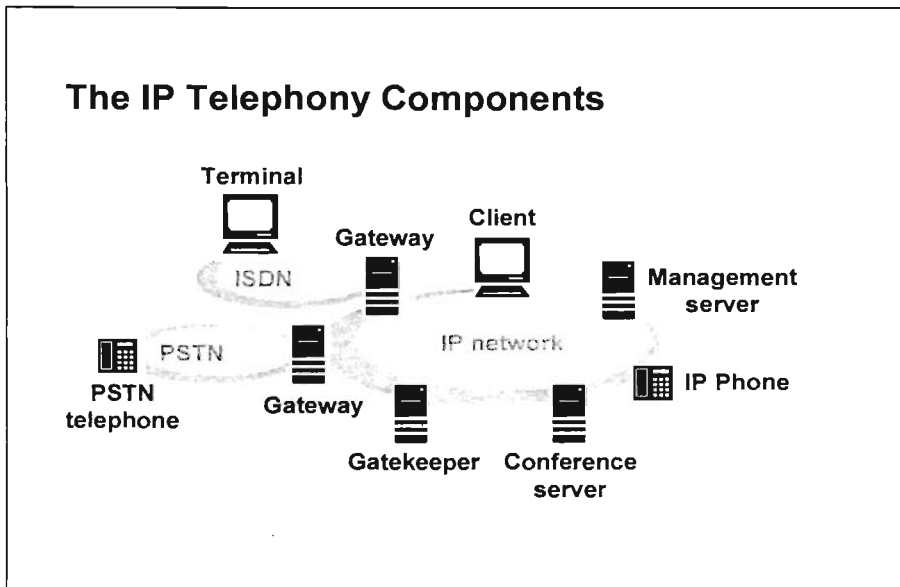 The IP Telephony Components
Terminal
Client
Gateway
ISDN
Management
server
IP network
PSTN
IP Phone
PSTN
telephone
Gateway
Gatekeeper
Conference
server